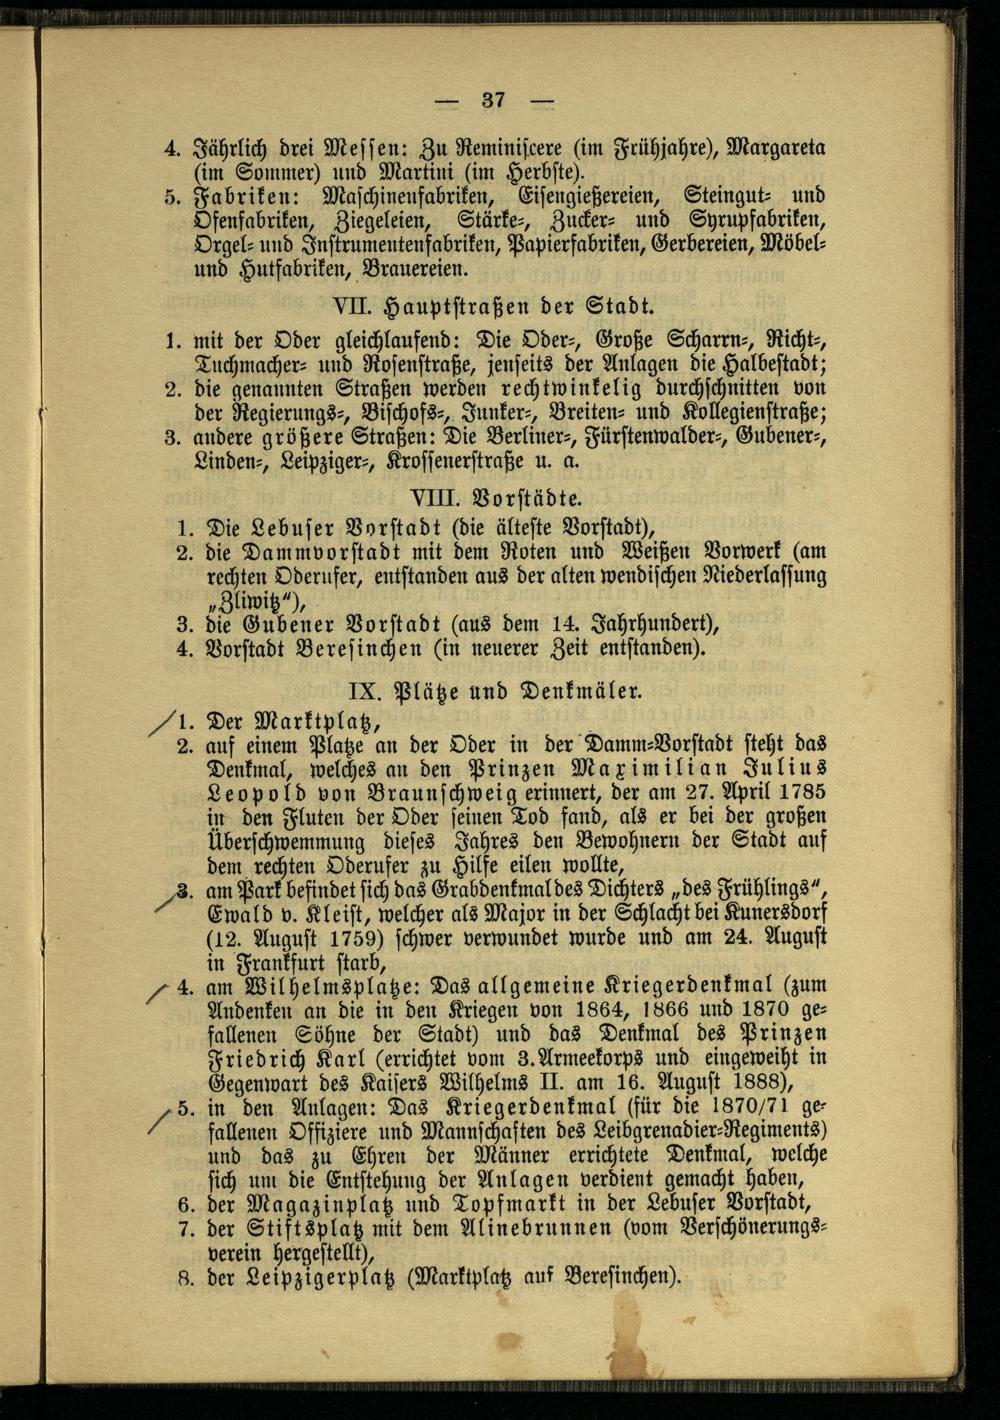 — 37 —
4. Jährlich drei Messen: Zu Reminiscere (im Frühjahre), Margareta
(im Sommer) und Martini (im Herbste).
5. Fabriken: Maschinenfabriken, Eisengießereien, Steingut- und
Ofenfabriken, Ziegeleien, Stärke-, Zucker- und Syrupfabriken,
Orgel- und Instrumentenfabriken, Papierfabriken, Gerbereien, Möbel-
und Hutfabriken, Brauereien.
VII. Hauptstraßen der Stadt.
1. mit der Oder gleichlaufend: Die Oder-, Große Scharrn-, Richt-,
Tuchmacher- und Rosenstraße, jenseits der Anlagen die Halbestadt;
2. die genannten Straßen werden rechtwinkelig durchschnitten von
der Regierungs-, Bischofs-, Junker-, Breiten- und Kollegienstraße;
3. andere größere Straßen: Die Berliner-, Fürstenwalder-, Gubener-,
Linden-, Leipziger-, Krossenerstraße u. a.
VIII. Vorstädte.
1. Die Lebuser Vorstadt (die älteste Vorstadt),
2. die Dammvorstadt mit dem Roten und Weißen Vorwerk (am
rechten Oderufer, entstanden aus der alten wendischen Niederlassung
„Zliwitz“),
3. die Gubener Vorstadt (aus dem 14. Jahrhundert),
4. Vorstadt Beresinchen (in neuerer Zeit entstanden).
IX. Plätze und Denkmäler.
1. Der Marktplatz,
2. auf einem Platze an der Oder in der Damm-Vorstadt steht das
Denkmal, welches an den Prinzen Maximilian Julius
Leopold von Braunschweig erinnert, der am 27. April 1785
in den Fluten der Oder seinen Tod fand, als er bei der großen
Überschwemmung dieses Jahres den Bewohnern der Stadt auf
dem rechten Oderufer zu Hilfe eilen wollte,
3. am Park befindet sich das Grabdenkmal des Dichters „des Frühlings“,
Ewald v. Kleist, welcher als Major in der Schlacht bei Kunersdorf
(12. August 1759) schwer verwundet wurde und am 24. August
in Frankfurt starb,
4. am Wilhelmsplatze: Das allgemeine Kriegerdenkmal (zum
Andenken an die in den Kriegen von 1864, 1866 und 1870 ge-
fallenen Söhne der Stadt) und das Denkmal des Prinzen
Friedrich Karl (errichtet vom 3. Armeekorps und eingeweiht in
Gegenwart des Kaisers Wilhelms II. am 16. August 1888),
5. in den Anlagen: Das Kriegerdenkmal (für die 1870/71 ge-
fallenen Offiziere und Mannschaften des Leibgrenadier-Regiments)
und das zu Ehren der Männer errichtete Denkmal, welche
sich um die Entstehung der Anlagen verdient gemacht haben,
6. der Magazinplatz und Topfmarkt in der Lebuser Vorstadt,
7. der Stiftsplatz mit dem Alinebrunnen (vom Verschönerungs-
verein hergestellt),
8. der Leipzigerplatz (Marktplatz auf Beresinchen).